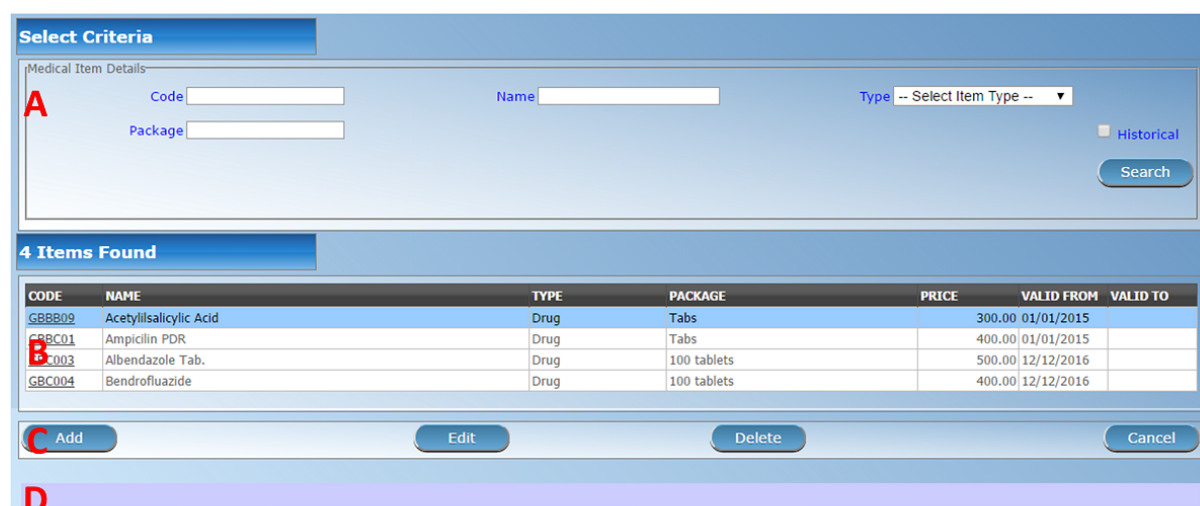 Select Criteria
Medical Item Details
A Code Name Type -- Select Item Type --
Package Historical
Search
4 Items Found
CODE NAME TYPE PACKAGE PRICE VALID FROM VALID TO
GBBB09 Acetylilsalicylic Acid Drug Tabs 300.00 01/01/2015
Ampicilin PDR Drug Tabs 400.00 01/01/2015
B Albendazole Tab. Drug 100 tablets 500.00 12/12/2016
GBC004 Bendrofluazide Drug 100 tablets 400.00 12/12/2016
C Add Edit Delete Cancel
D